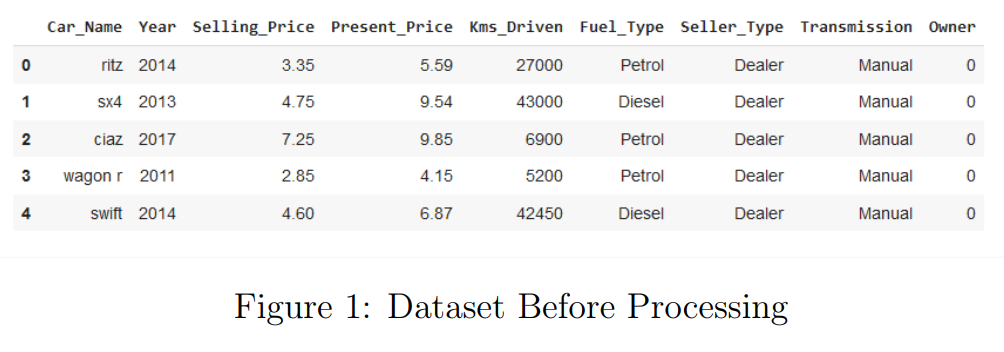 Car_Name Year Selling_Price Present_Price Kms_Driven Fuel_Type Seller_Type Transmission Owner
0 ritz 2014 3.35 5.59 27000 Petrol Dealer Manual 0
1 sx4 2013 4.75 9.54 43000 Diesel Dealer Manual 0
2 ciaz 2017 7.25 9.85 6900 Petrol Dealer Manual 0
3 wagon r 2011 2.85 4.15 5200 Petrol Dealer Manual 0
4 swift 2014 4.60 6.87 42450 Diesel Dealer Manual 0
Figure 1: Dataset Before Processing